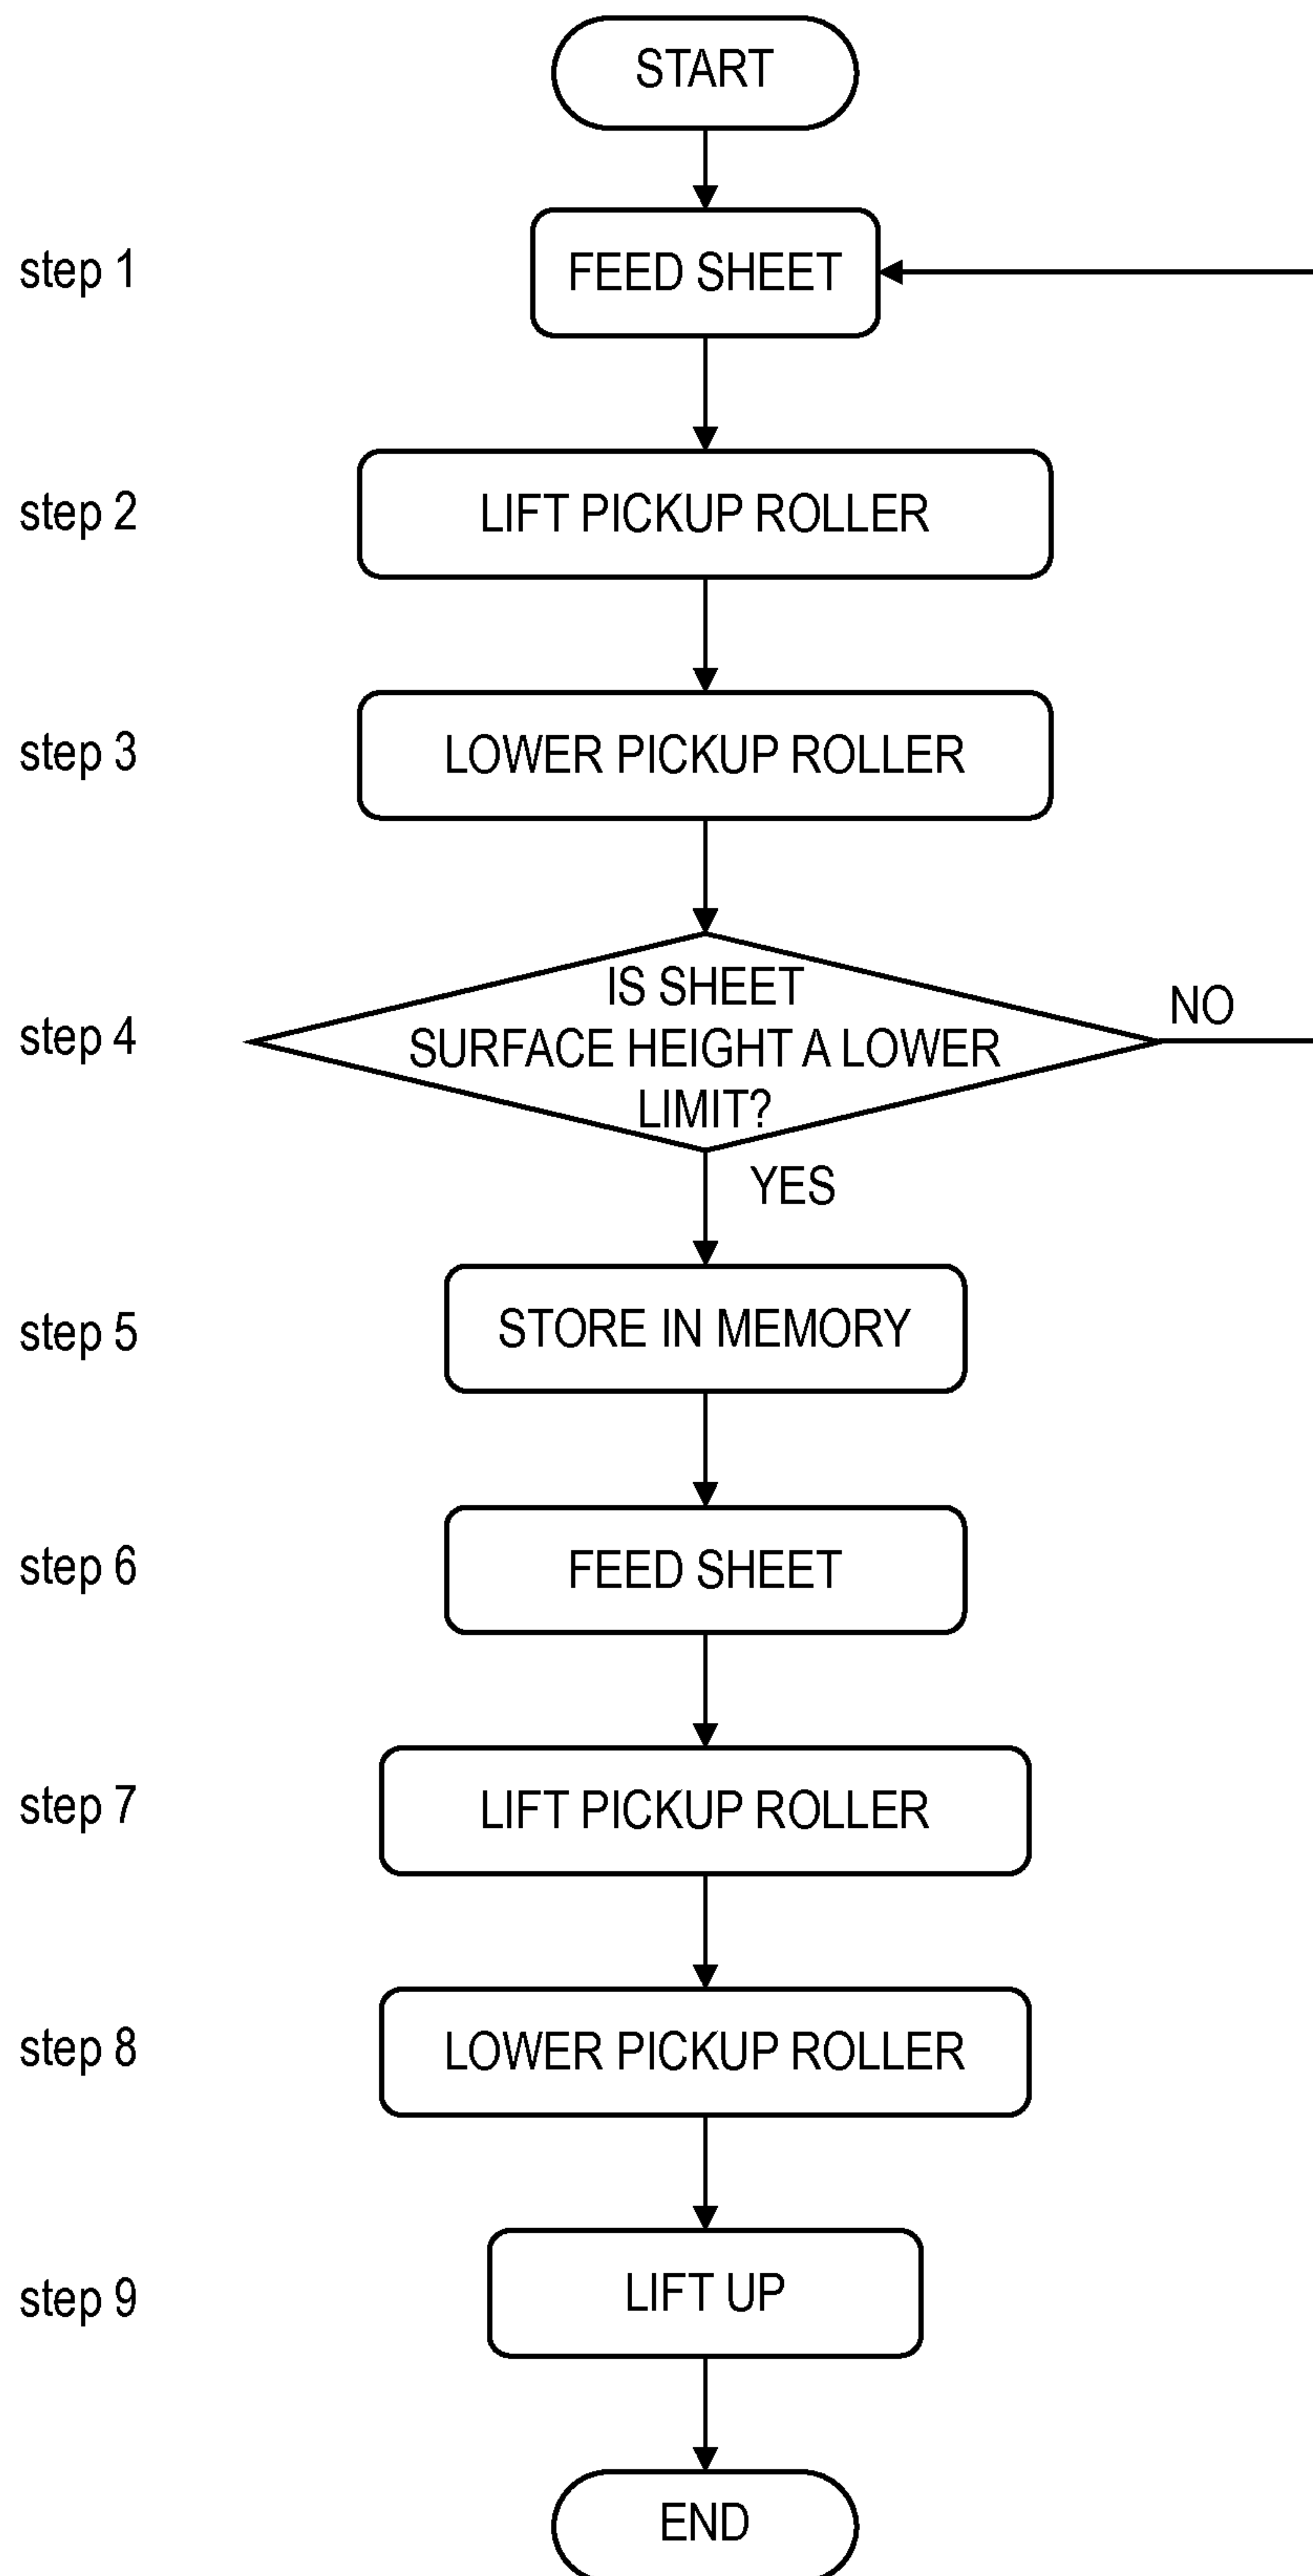 START
step 1
FEED SHEET
step 2
LIFT PICKUP ROLLER
step 3
LOWER PICKUP ROLLER
step 4
IS SHEET
SURFACE HEIGHT A LOWER
LIMIT?
NO
YES
step 5
STORE IN MEMORY
step 6
FEED SHEET
step 7
LIFT PICKUP ROLLER
step 8
LOWER PICKUP ROLLER
step 9
LIFT UP
END